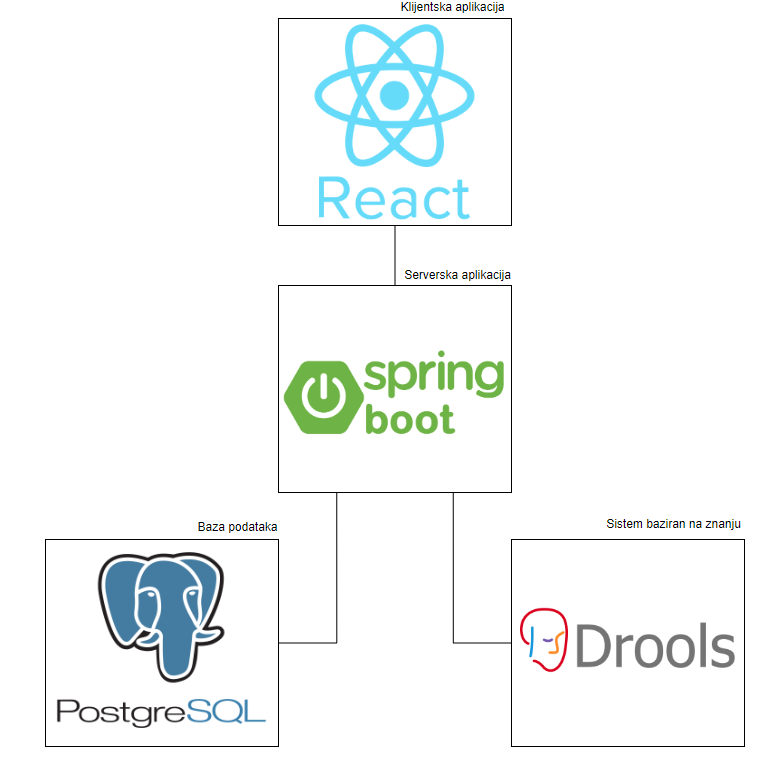 Klijentska aplikacija
React
Serverska aplikacija
spring
boot
Baza podataka
PostgreSQL
Sistem baziran na znanju
Drools